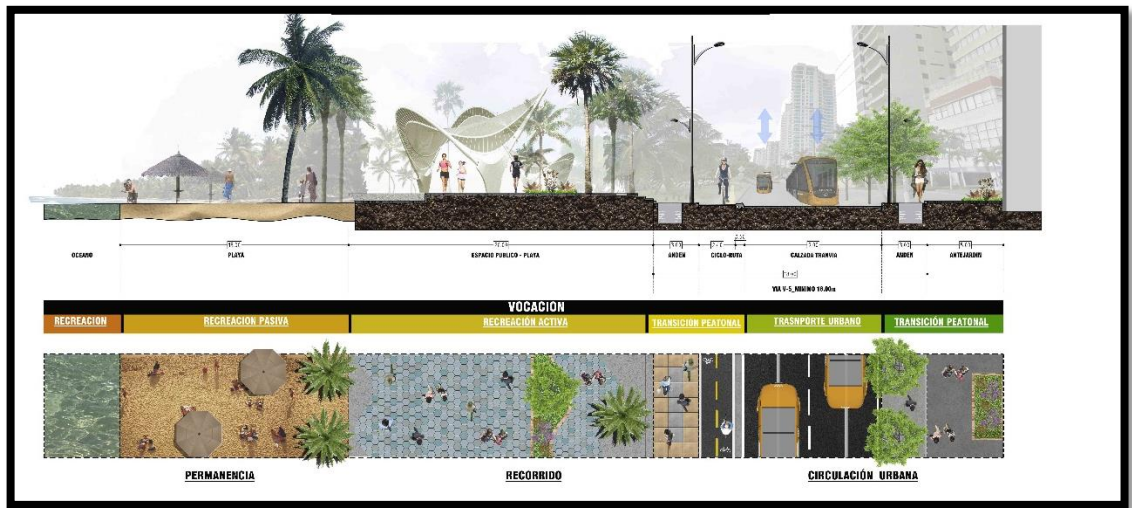 OCEANO
PLAYA
ESPACIO PUBLICO - PLAYA
ANDEN
CICLO-RUTA
CALZADA TRANVIA
ANDEN
ANTEJARDIN
VIA V-5_MINIMO 18.00m
VOCACION
RECREACION
RECREACION PASIVA
RECREACIÓN ACTIVA
TRANSICIÓN PEATONAL
TRASNPORTE URBANO
TRANSICIÓN PEATONAL
PERMANENCIA
RECORRIDO
CIRCULACIÓN URBANA